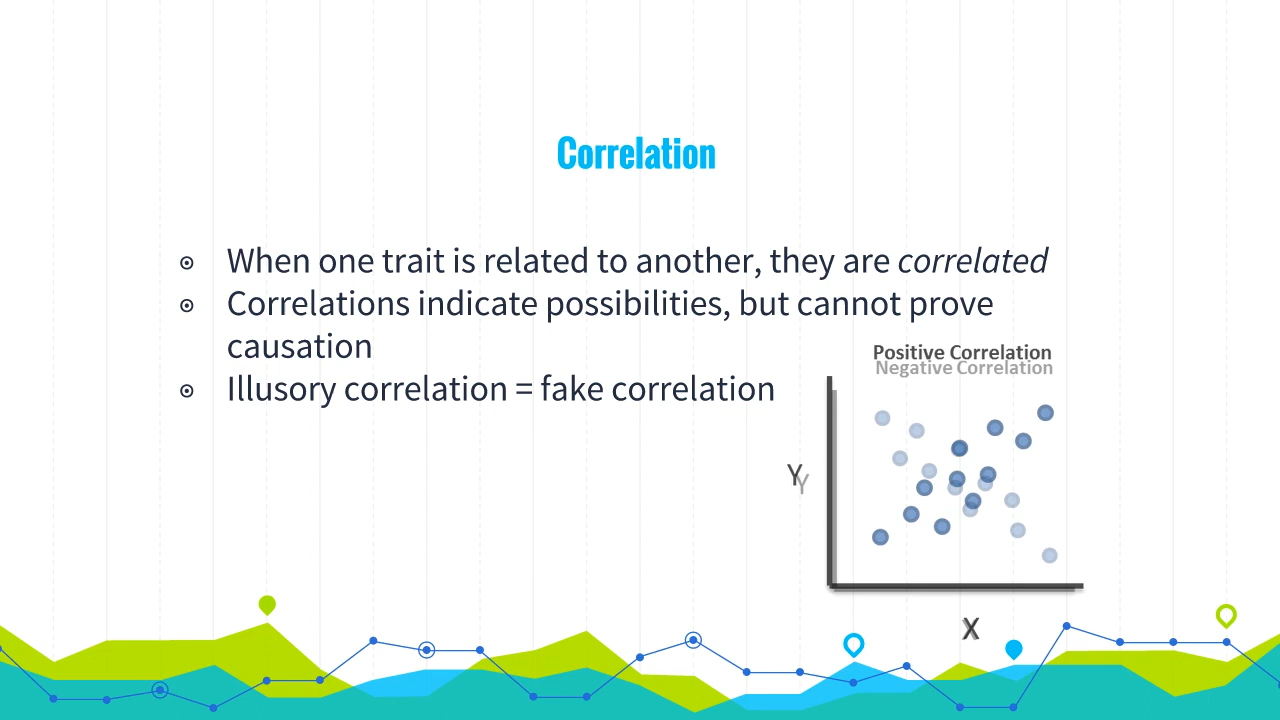 Correlation
When one trait is related to another, they are correlated
Correlations indicate possibilities, but cannot prove
causation
Illusory correlation = fake correlation
Positive Correlation
Negative Correlation
Y
Y
X
X